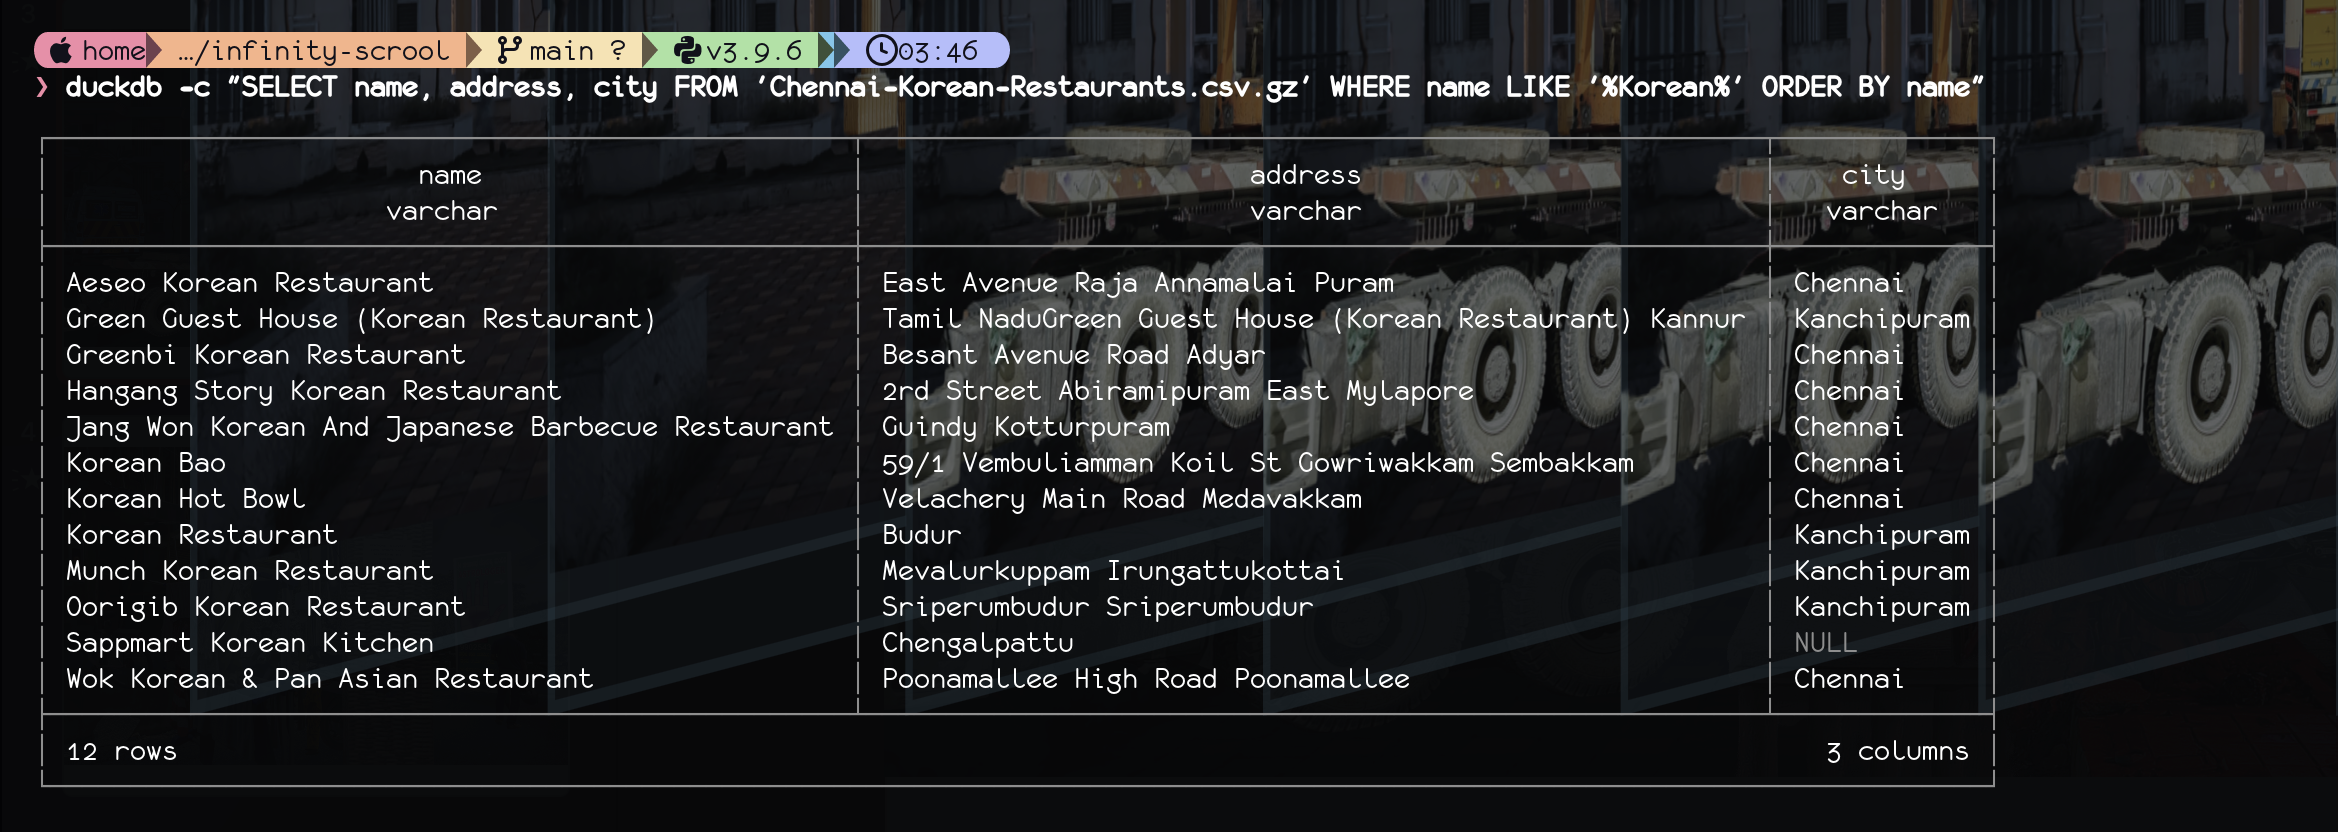 home …/infinity-scrool main ? v3.9.6 03:46
❯ duckdb -c "SELECT name, address, city FROM 'Chennai-Korean-Restaurants.csv.gz' WHERE name LIKE '%Korean%' ORDER BY name"
name address city
varchar varchar varchar
Aeseo Korean Restaurant East Avenue Raja Annamalai Puram Chennai
Green Guest House (Korean Restaurant) Tamil NaduGreen Guest House (Korean Restaurant) Kannur Kanchipuram
Greenbi Korean Restaurant Besant Avenue Road Adyar Chennai
Hangang Story Korean Restaurant 2rd Street Abiramipuram East Mylapore Chennai
Jang Won Korean And Japanese Barbecue Restaurant Guindy Kotturpuram Chennai
Korean Bao 59/1 Vembuliamman Koil St Gowriwakkam Sembakkam Chennai
Korean Hot Bowl Velachery Main Road Medavakkam Chennai
Korean Restaurant Budur Kanchipuram
Munch Korean Restaurant Mevalurkuppam Irungattukottai Kanchipuram
Oorigib Korean Restaurant Sriperumbudur Sriperumbudur Kanchipuram
Sappmart Korean Kitchen Chengalpattu NULL
Wok Korean & Pan Asian Restaurant Poonamallee High Road Poonamallee Chennai
12 rows 3 columns